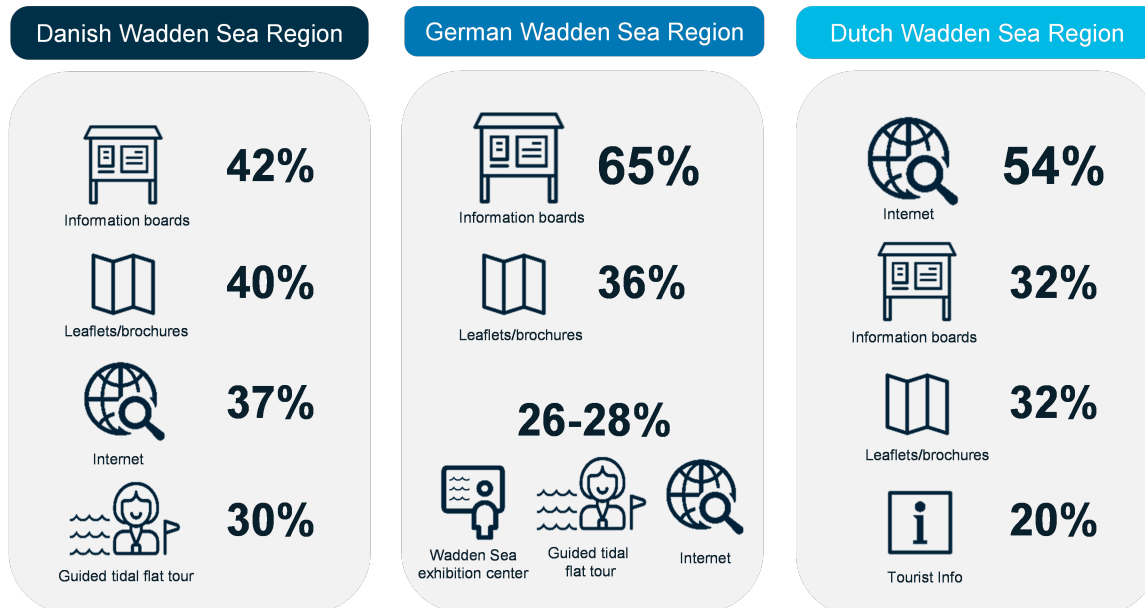 Danish Wadden Sea Region
42%
Information boards
40%
Leaflets/brochures
37%
Internet
30%
Guided tidal flat tour
German Wadden Sea Region
65%
Information boards
36%
Leaflets/brochures
26-28%
Wadden Sea
exhibition center
Guided tidal
flat tour
Internet
Dutch Wadden Sea Region
54%
Internet
32%
Information boards
32%
Leaflets/brochures
20%
Tourist Info